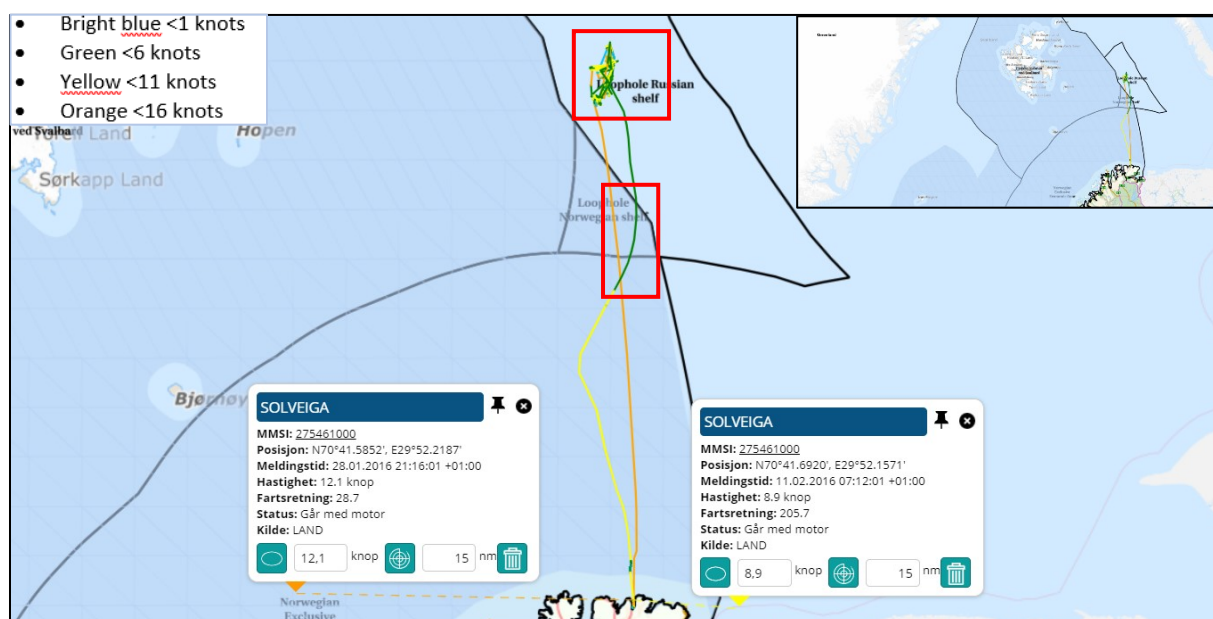 • Bright blue <1 knots
• Green <6 knots
• Yellow <11 knots
• Orange <16 knots
ved Svalbard
Land
Hopen
Sørkapp Land
Loophole Russian
shelf
Loophole
Norwegian shelf
Bjørnøy
SOLVEIGA
MMSI: 275461000
Posisjon: N70°41.5852', E29°52.2187'
Meldingstid: 28.01.2016 21:16:01 +01:00
Hastighet: 12.1 knop
Fartsretning: 28.7
Status: Går med motor
Kilde: LAND
12,1 knop 15 nm
SOLVEIGA
MMSI: 275461000
Posisjon: N70°41.6920', E29°52.1571'
Meldingstid: 11.02.2016 07:12:01 +01:00
Hastighet: 8.9 knop
Fartsretning: 205.7
Status: Går med motor
Kilde: LAND
8,9 knop 15 nm
Norwegian
Exclusive